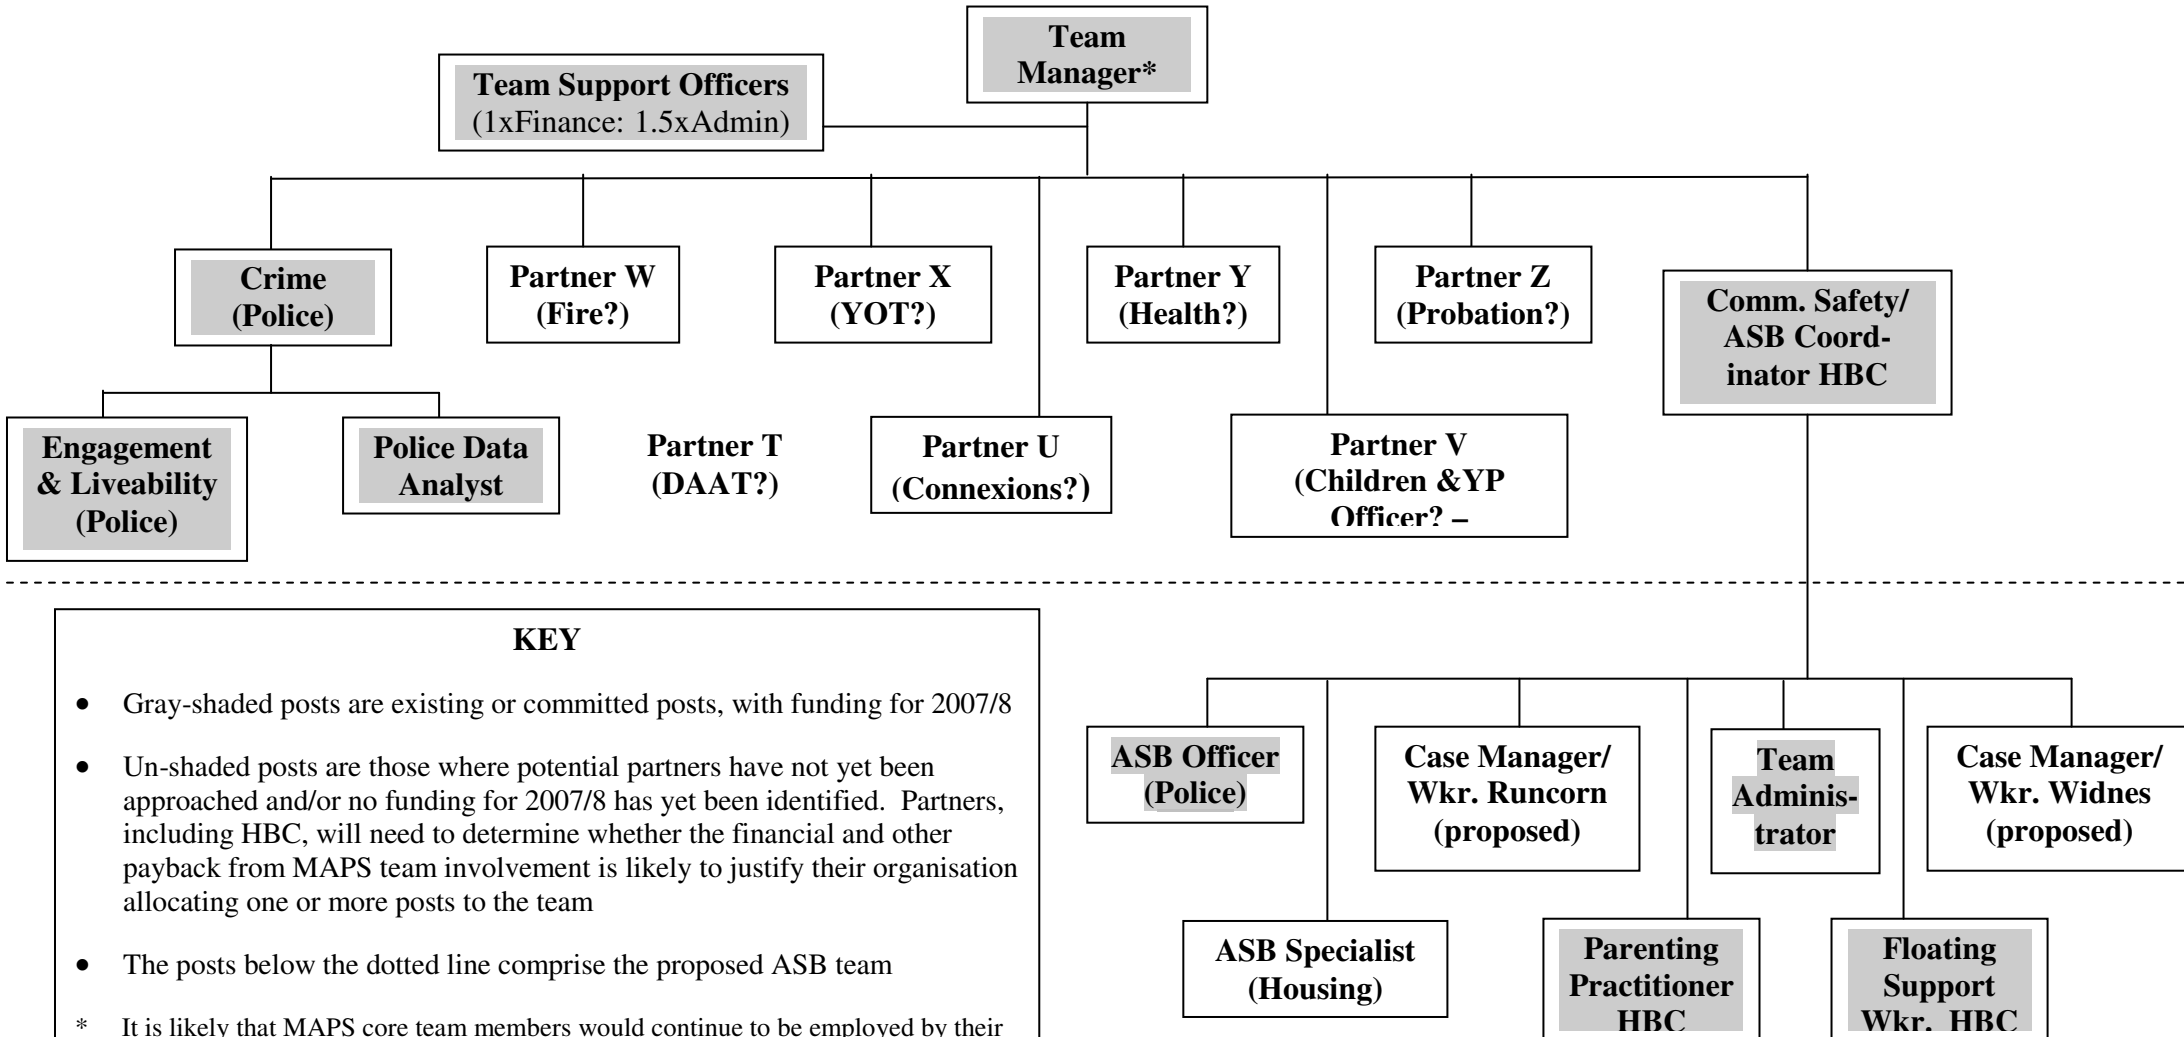 Team
Manager*
Team Support Officers
(1xFinance: 1.5xAdmin)
Crime
(Police)
Partner W
(Fire?)
Partner X
(YOT?)
Partner Y
(Health?)
Partner Z
(Probation?)
Comm. Safety/
ASB Coord-
inator HBC
Engagement
& Liveability
(Police)
Police Data
Analyst
Partner T
(DAAT?)
Partner U
(Connexions?)
Partner V
(Children &YP
Officer? –
KEY
• Gray-shaded posts are existing or committed posts, with funding for 2007/8
• Un-shaded posts are those where potential partners have not yet been
approached and/or no funding for 2007/8 has yet been identified. Partners,
including HBC, will need to determine whether the financial and other
payback from MAPS team involvement is likely to justify their organisation
allocating one or more posts to the team
• The posts below the dotted line comprise the proposed ASB team
* It is likely that MAPS core team members would continue to be employed by their
ASB Officer
(Police)
Case Manager/
Wkr. Runcorn
(proposed)
Team
Adminis-
trator
Case Manager/
Wkr. Widnes
(proposed)
ASB Specialist
(Housing)
Parenting
Practitioner
HBC
Floating
Support
Wkr. HBC